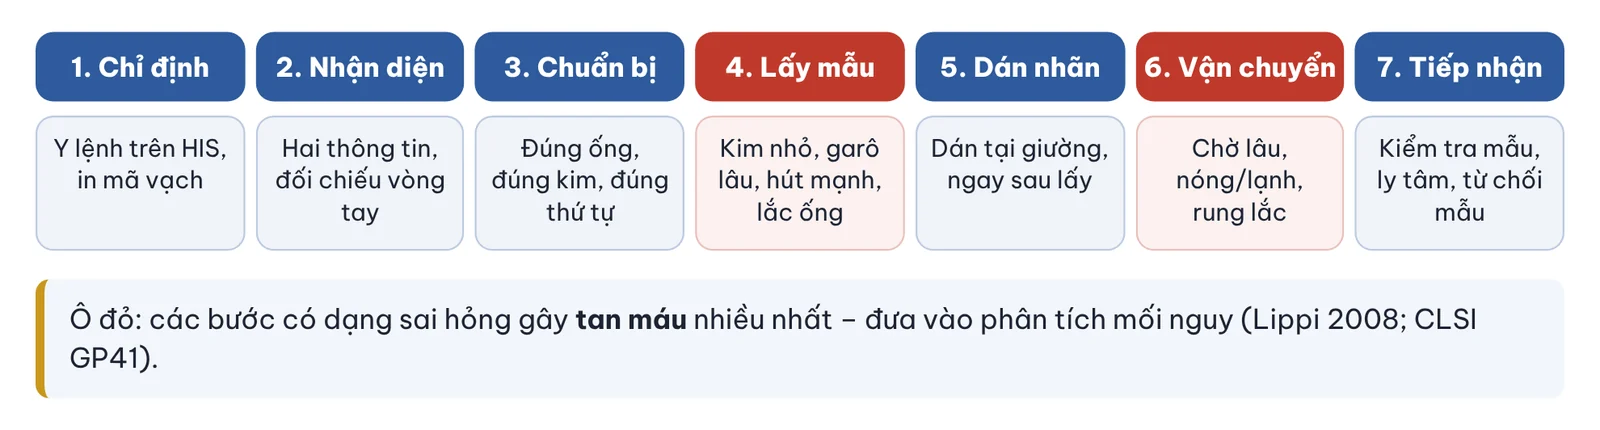 1. Chỉ định
2. Nhận diện
3. Chuẩn bị
4. Lấy mẫu
5. Dán nhãn
6. Vận chuyển
7. Tiếp nhận
Y lệnh trên HIS,
in mã vạch
Hai thông tin,
đối chiếu vòng
tay
Đúng ống,
đúng kim, đúng
thứ tự
Kim nhỏ, garô
lâu, hút mạnh,
lắc ống
Dán tại giường,
ngay sau lấy
Chờ lâu,
nóng/lạnh,
rung lắc
Kiểm tra mẫu,
ly tâm, từ chối
mẫu
Ô đỏ: các bước có dạng sai hỏng gây tan máu nhiều nhất – đưa vào phân tích mối nguy (Lippi 2008; CLSI
GP41).